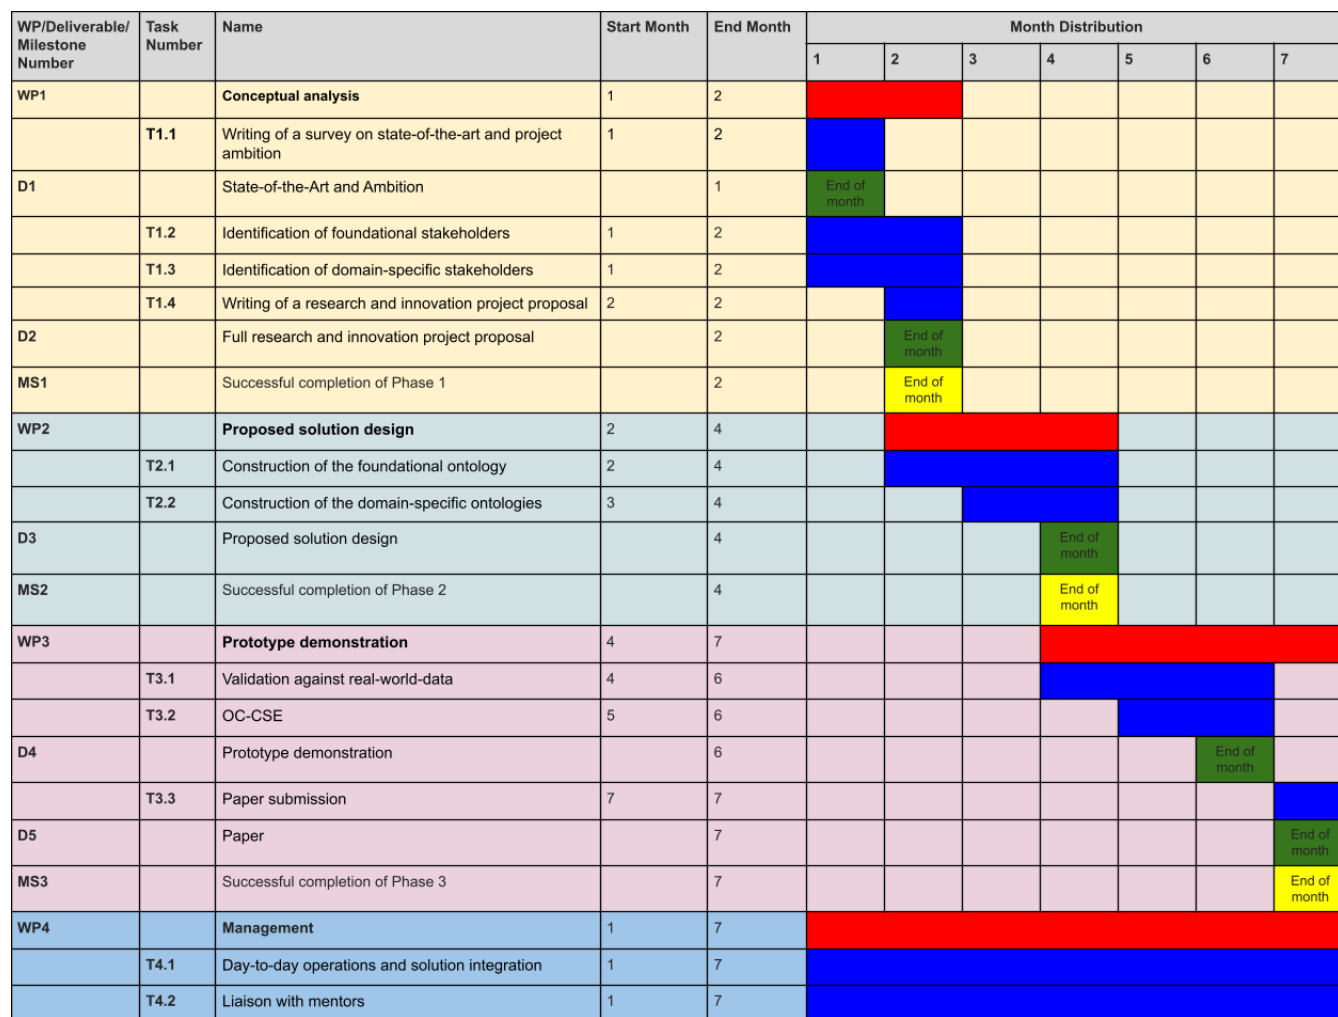 WP/Deliverable/ Task Name Start Month End Month Month Distribution
Milestone Number
Number 1 2 3 4 5 6 7
WP1 Conceptual analysis 1 2
T1.1 Writing of a survey on state-of-the-art and project 1 2
ambition
D1 State-of-the-Art and Ambition 1 End of
month
T1.2 Identification of foundational stakeholders 1 2
T1.3 Identification of domain-specific stakeholders 1 2
T1.4 Writing of a research and innovation project proposal 2 2
D2 Full research and innovation project proposal 2 End of
month
MS1 Successful completion of Phase 1 2 End of
month
WP2 Proposed solution design 2 4
T2.1 Construction of the foundational ontology 2 4
T2.2 Construction of the domain-specific ontologies 3 4
D3 Proposed solution design 4 End of
month
MS2 Successful completion of Phase 2 4 End of
month
WP3 Prototype demonstration 4 7
T3.1 Validation against real-world-data 4 6
T3.2 OC-CSE 5 6
D4 Prototype demonstration 6 End of
month
T3.3 Paper submission 7 7
D5 Paper 7 End of
month
MS3 Successful completion of Phase 3 7 End of
month
WP4 Management 1 7
T4.1 Day-to-day operations and solution integration 1 7
T4.2 Liaison with mentors 1 7